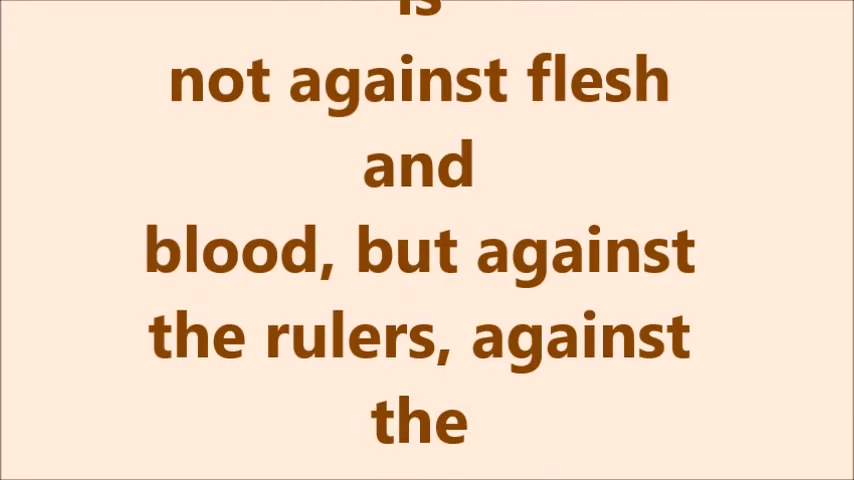 is
not against flesh
and
blood, but against
the rulers, against
the